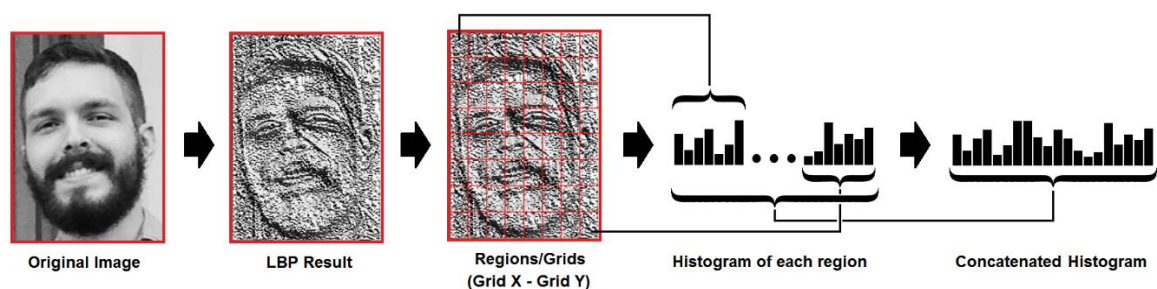 Original Image
LBP Result
Regions/Grids
(Grid X - Grid Y)
Histogram of each region
Concatenated Histogram